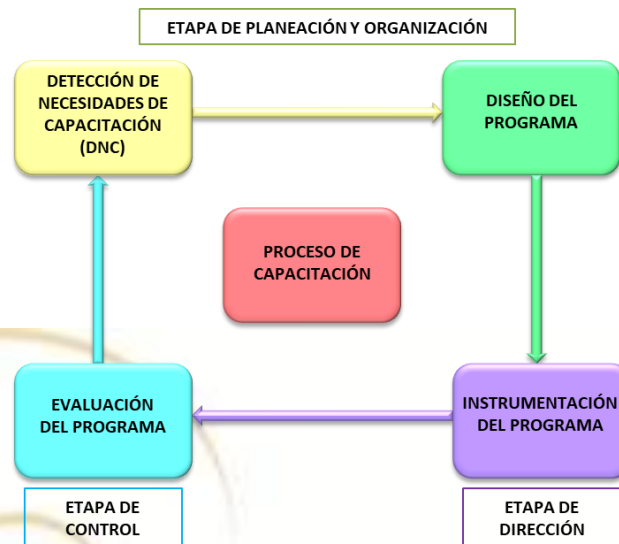 ETAPA DE PLANEACIÓN Y ORGANIZACIÓN
DETECCIÓN DE
NECESIDADES DE
CAPACITACIÓN
(DNC)
DISEÑO DEL
PROGRAMA
PROCESO DE
CAPACITACIÓN
EVALUACIÓN
DEL PROGRAMA
INSTRUMENTACIÓN
DEL PROGRAMA
ETAPA DE
CONTROL
ETAPA DE
DIRECCIÓN